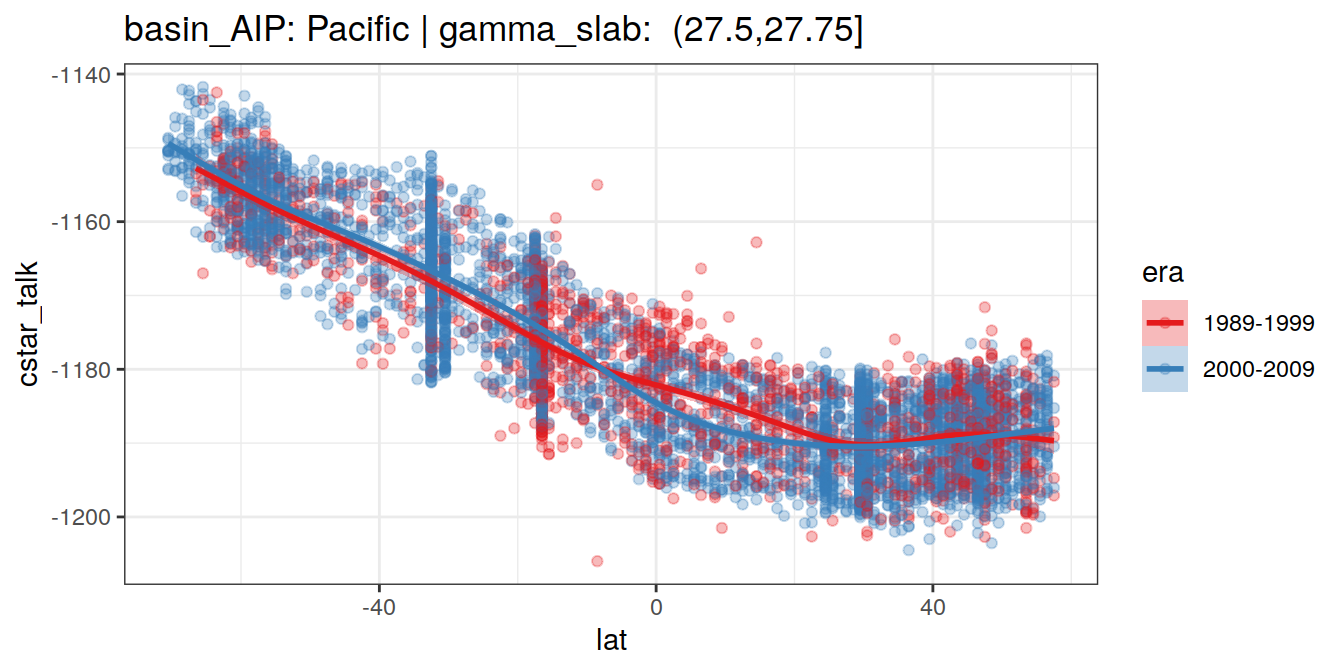 basin_AIP: Pacific | gamma_slab:  (27.5,27.75]
-1140
-1160
-1180
-1200
cstar_talk
-40
0
40
lat
era
1989-1999
2000-2009